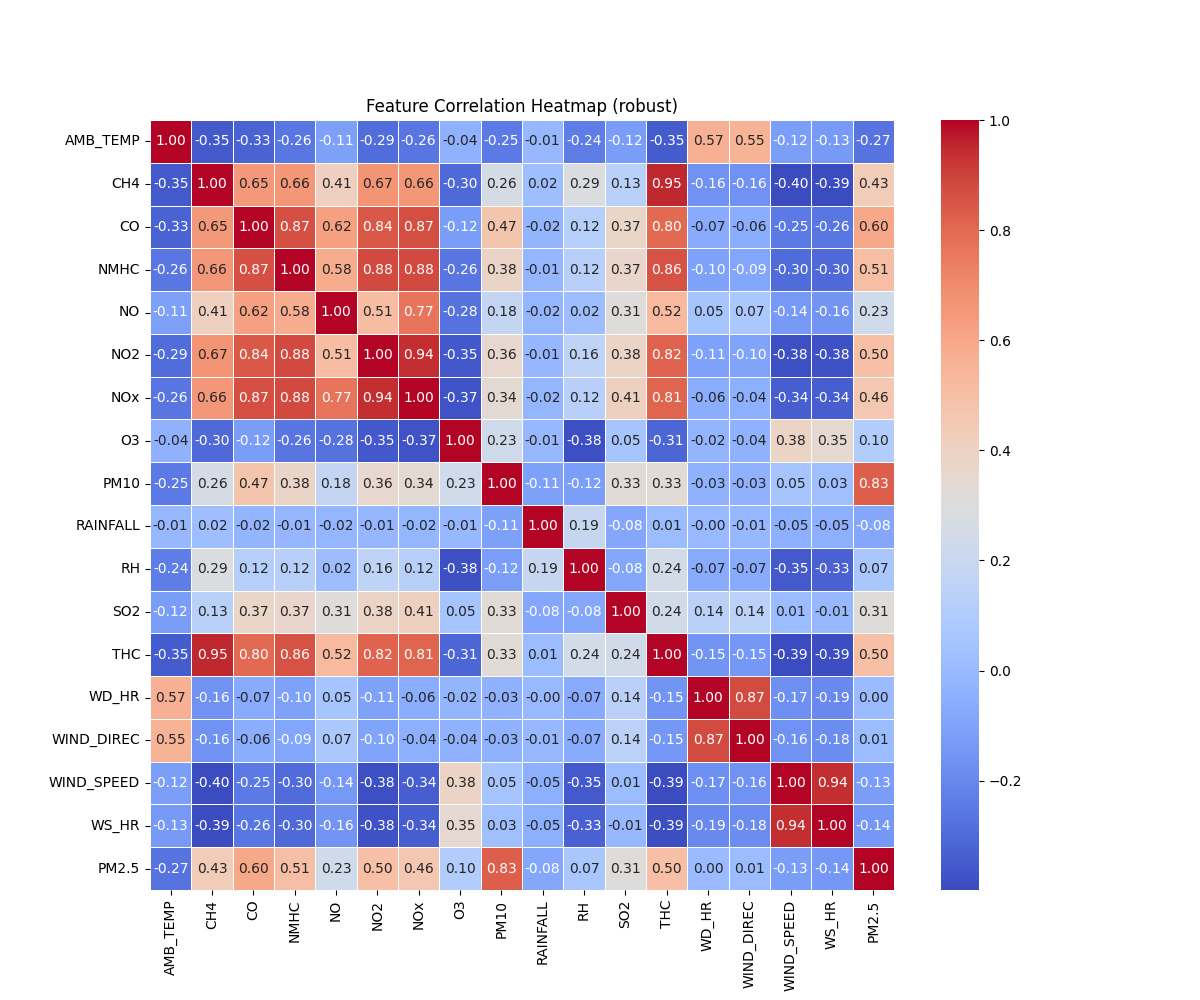 Feature Correlation Heatmap (robust)
AMB_TEMP 1.00 -0.35 -0.33 -0.26 -0.11 -0.29 -0.26 -0.04 -0.25 -0.01 -0.24 -0.12 -0.35 0.57 0.55 -0.12 -0.13 -0.27
CH4 -0.35 1.00 0.65 0.66 0.41 0.67 0.66 -0.30 0.26 0.02 0.29 0.13 0.95 -0.16 -0.16 -0.40 -0.39 0.43
CO -0.33 0.65 1.00 0.87 0.62 0.84 0.87 -0.12 0.47 -0.02 0.12 0.37 0.80 -0.07 -0.06 -0.25 -0.26 0.60
NMHC -0.26 0.66 0.87 1.00 0.58 0.88 0.88 -0.26 0.38 -0.01 0.12 0.37 0.86 -0.10 -0.09 -0.30 -0.30 0.51
NO -0.11 0.41 0.62 0.58 1.00 0.51 0.77 -0.28 0.18 -0.02 0.02 0.31 0.52 0.05 0.07 -0.14 -0.16 0.23
NO2 -0.29 0.67 0.84 0.88 0.51 1.00 0.94 -0.35 0.36 -0.01 0.16 0.38 0.82 -0.11 -0.10 -0.38 -0.38 0.50
NOx -0.26 0.66 0.87 0.88 0.77 0.94 1.00 -0.37 0.34 -0.02 0.12 0.41 0.81 -0.06 -0.04 -0.34 -0.34 0.46
O3 -0.04 -0.30 -0.12 -0.26 -0.28 -0.35 -0.37 1.00 0.23 -0.01 -0.38 0.05 -0.31 -0.02 -0.04 0.38 0.35 0.10
PM10 -0.25 0.26 0.47 0.38 0.18 0.36 0.34 0.23 1.00 -0.11 -0.12 0.33 0.33 -0.03 -0.03 0.05 0.03 0.83
RAINFALL -0.01 0.02 -0.02 -0.01 -0.02 -0.01 -0.02 -0.01 -0.11 1.00 0.19 -0.08 0.01 -0.00 -0.01 -0.05 -0.05 -0.08
RH -0.24 0.29 0.12 0.12 0.02 0.16 0.12 -0.38 -0.12 0.19 1.00 -0.08 0.24 -0.07 -0.07 -0.35 -0.33 0.07
SO2 -0.12 0.13 0.37 0.37 0.31 0.38 0.41 0.05 0.33 -0.08 -0.08 1.00 0.24 0.14 0.14 0.01 -0.01 0.31
THC -0.35 0.95 0.80 0.86 0.52 0.82 0.81 -0.31 0.33 0.01 0.24 0.24 1.00 -0.15 -0.15 -0.39 -0.39 0.50
WD_HR 0.57 -0.16 -0.07 -0.10 0.05 -0.11 -0.06 -0.02 -0.03 -0.00 -0.07 0.14 -0.15 1.00 0.87 -0.17 -0.19 0.00
WIND_DIREC 0.55 -0.16 -0.06 -0.09 0.07 -0.10 -0.04 -0.04 -0.03 -0.01 -0.07 0.14 -0.15 0.87 1.00 -0.16 -0.18 0.01
WIND_SPEED -0.12 -0.40 -0.25 -0.30 -0.14 -0.38 -0.34 0.38 0.05 -0.05 -0.35 0.01 -0.39 -0.17 -0.16 1.00 0.94 -0.13
WS_HR -0.13 -0.39 -0.26 -0.30 -0.16 -0.38 -0.34 0.35 0.03 -0.05 -0.33 -0.01 -0.39 -0.19 -0.18 0.94 1.00 -0.14
PM2.5 -0.27 0.43 0.60 0.51 0.23 0.50 0.46 0.10 0.83 -0.08 0.07 0.31 0.50 0.00 0.01 -0.13 -0.14 1.00
AMB_TEMP CH4 CO NMHC NO NO2 NOx O3 PM10 RAINFALL RH SO2 THC WD_HR WIND_DIREC WIND_SPEED WS_HR PM2.5
1.0
0.8
0.6
0.4
0.2
0.0
−0.2